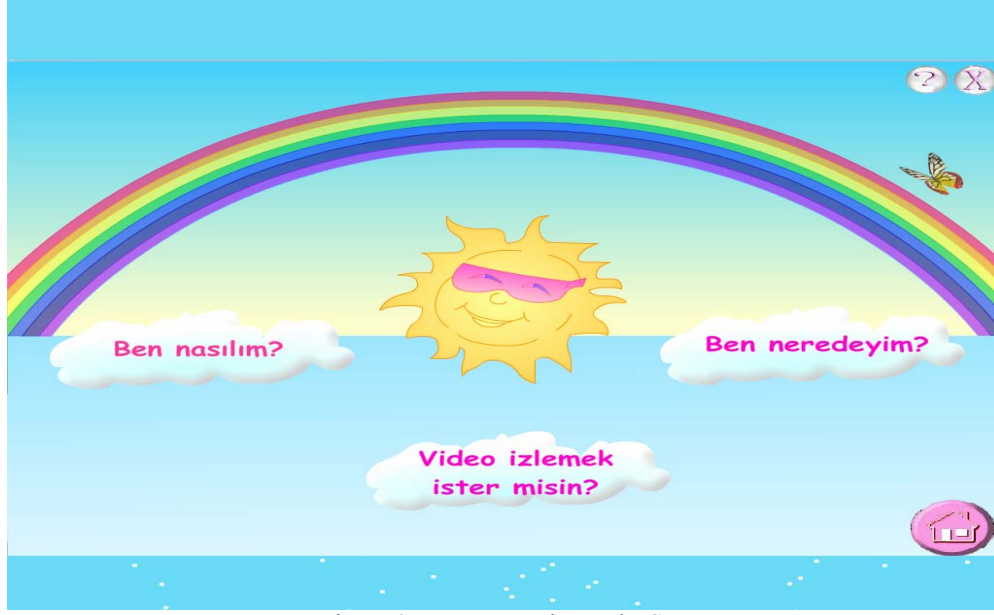 ? X
Ben nasılım?
Ben neredeyim?
Video izlemek
ister misin?